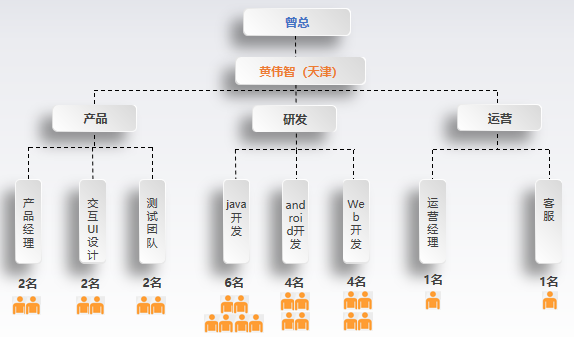 曾总
黄伟智（天津）
产品
研发
运营
产品经理
交互UI设计
测试团队
java开发
android开发
Web开发
运营经理
客服
2名
2名
2名
6名
4名
4名
1名
1名